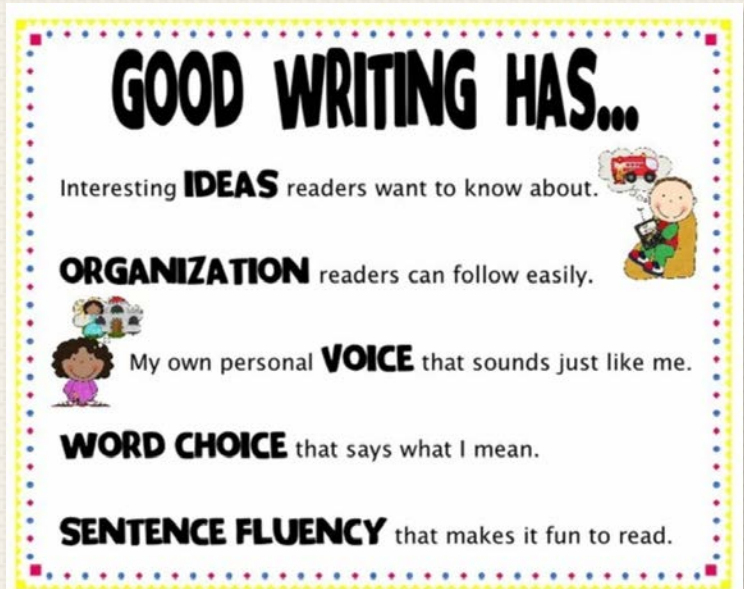 GOOD WRITING HAS...
Interesting IDEAS readers want to know about.
ORGANIZATION readers can follow easily.
My own personal VOICE that sounds just like me.
WORD CHOICE that says what I mean.
SENTENCE FLUENCY that makes it fun to read.